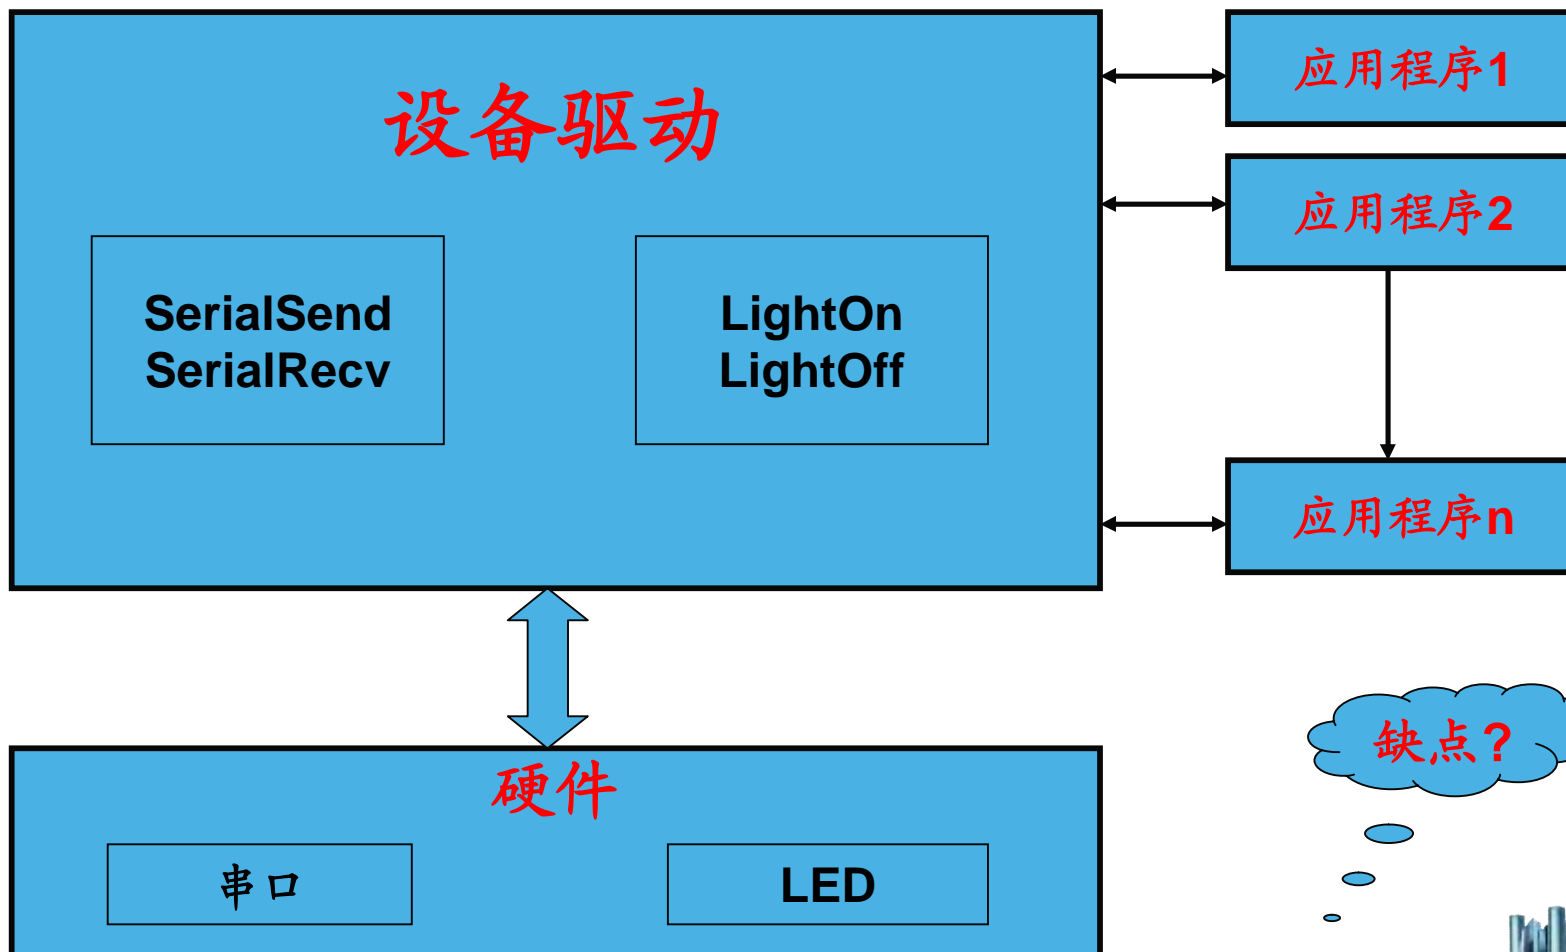 设备驱动
SerialSend
SerialRecv
LightOn
LightOff
应用程序1
应用程序2
应用程序n
缺点?
硬件
串口
LED